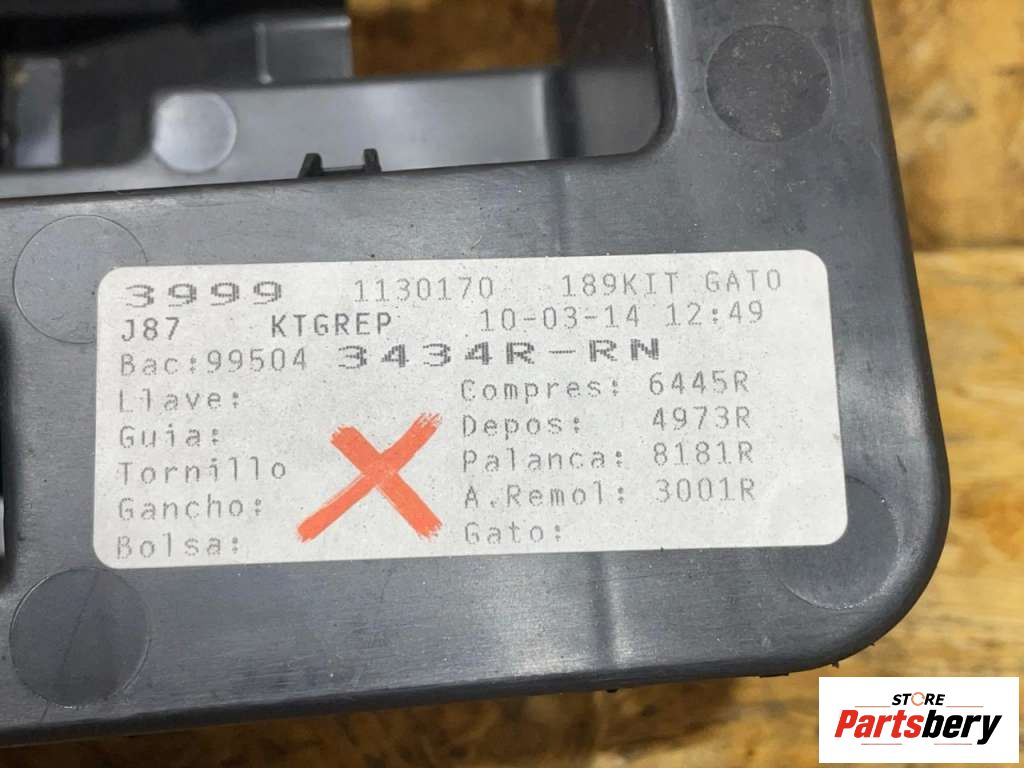 3999 1130170 189KIT GATO
J87 KTGREP 10-03-14 12:49
Bac:99504 3434R-RN
Llave: Compres: 6445R
Guia: Depos: 4973R
Tornillo Palanca: 8181R
Gancho: A.Remol: 3001R
Bolsa: Gato:
STORE
Partsbery